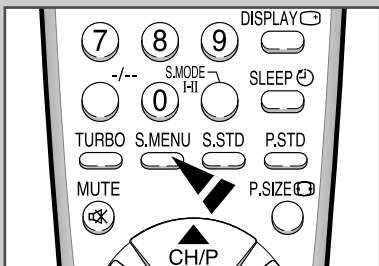 DISPLAY
7 8 9
-/-- S.MODE SLEEP
I-II
0
TURBO S.MENU S.STD P.STD
MUTE P.SIZE
CH/P